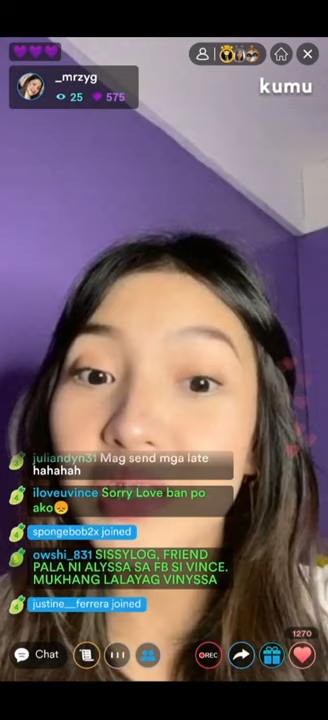 _mrzyg
25 575
kumu
juliandyn31 Mag send mga late
hahahah
iloveuvince Sorry Love ban po
ako
spongebob2x joined
owshi_831 SISSYLOG, FRIEND
PALA NI ALYSSA SA FB SI VINCE.
MUKHANG LALAYAG VINYSSA
justine__ferrera joined
1270
Chat
REC